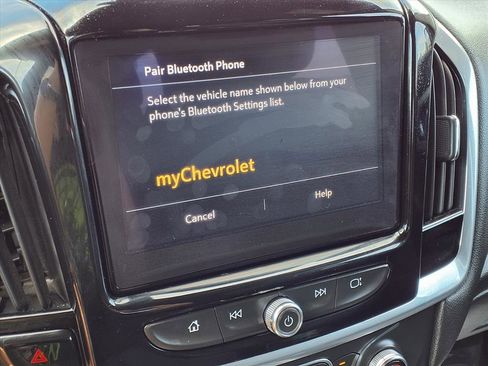 Pair Bluetooth Phone
Select the vehicle name shown below from your
phone's Bluetooth Settings list.
myChevrolet
Cancel
Help